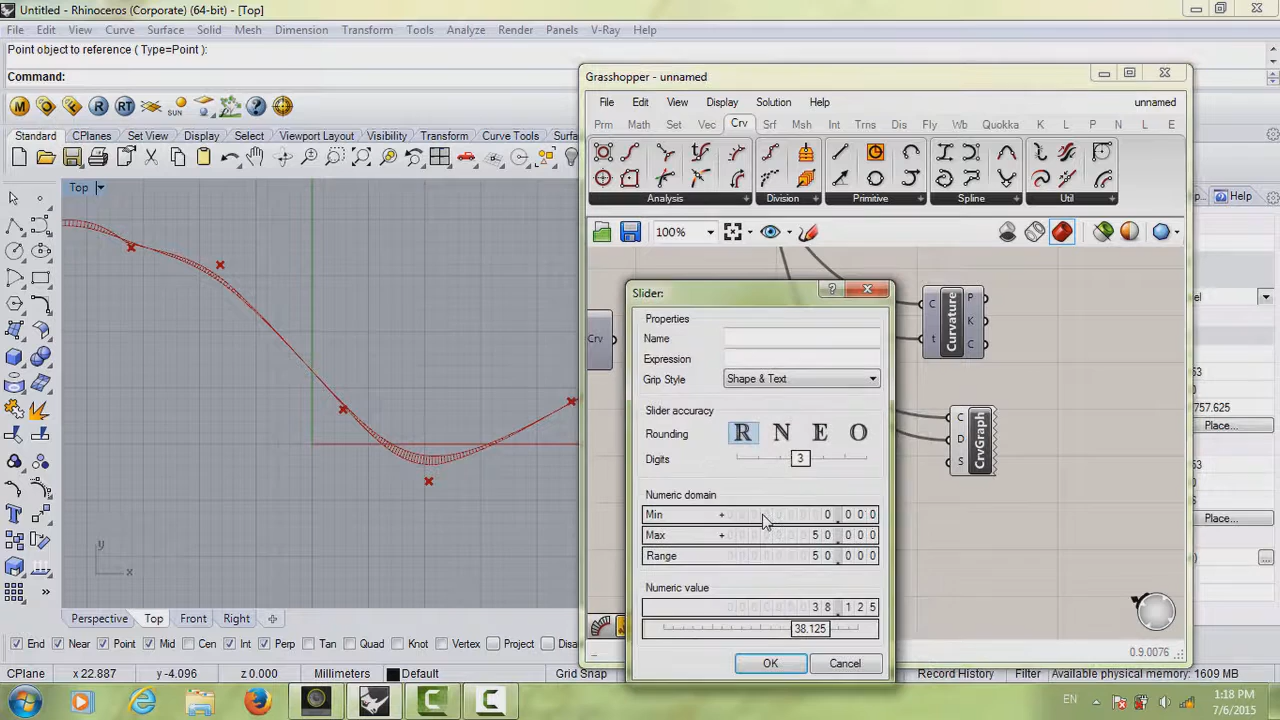 Untitled - Rhinoceros (Corporate) (64-bit) - [Top]
File Edit View Curve Surface Solid Mesh Dimension Transform Tools Analyze Render Panels V-Ray Help
Point object to reference ( Type=Point ):
Command:
Standard CPlanes Set View Display Select Viewport Layout Visibility Transform Curve Tools Surfa
Top
y
x
Perspective Top Front Right
End Near Point Mid Cen Int Perp Tan Quad Knot Vertex Project Disa
CPlane x 22.887 y -4.096 z 0.000 Millimeters Default Grid Snap
Record History Filter Available physical memory: 1609 MB
Help
757.625
Place...
Place...
Grasshopper - unnamed
File Edit View Display Solution Help unnamed
Prm Math Set Vec Crv Srf Msh Int Trns Dis Fly Wb Quokka K L P N L E
Analysis Division Primitive Spline Util
100%
Crv
C
t
Curvature
P
K
C
C
D
S
CrvGraph
0.9.0076
Slider:
Properties
Name
Expression
Grip Style Shape & Text
Slider accuracy
Rounding R N E O
Digits 3
Numeric domain
Min + 0.000
Max + 50.000
Range 50.000
Numeric value
38.125
38.125
OK Cancel
EN
1:18 PM
7/6/2015